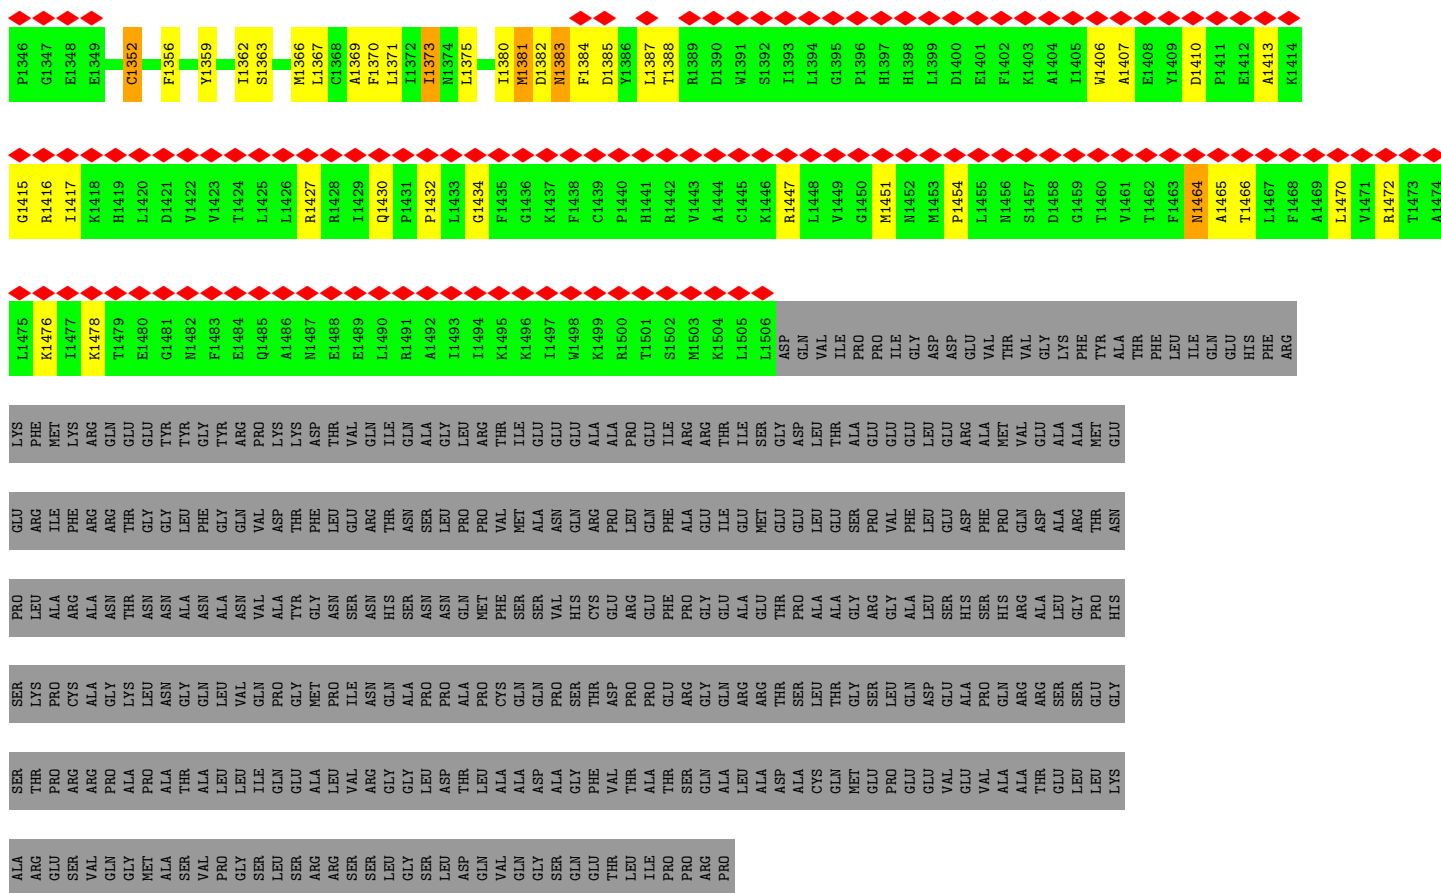 P1346 G1347 E1348 E1349 C1352 F1356 Y1359 I1362 S1363 M1366 L1367 C1368 A1369 F1370 L1371 I1372 I1373 N1374 L1375 I1380 M1381 D1382 N1383 F1384 D1385 Y1386 L1387 T1388 R1389 D1390 W1391 S1392 I1393 L1394 G1395 P1396 H1397 H1398 L1399 D1400 E1401 F1402 K1403 A1404 I1405 W1406 A1407 E1408 Y1409 D1410 P1411 E1412 A1413 K1414
G1415 R1416 I1417 K1418 H1419 L1420 D1421 V1422 V1423 T1424 L1425 L1426 R1427 R1428 I1429 Q1430 P1431 P1432 L1433 G1434 F1435 G1436 K1437 F1438 C1439 P1440 H1441 R1442 V1443 A1444 C1445 K1446 R1447 L1448 V1449 G1450 M1451 N1452 M1453 P1454 L1455 N1456 S1457 D1458 G1459 T1460 V1461 T1462 F1463 N1464 A1465 T1466 L1467 F1468 A1469 L1470 V1471 R1472 T1473 A1474
L1475 K1476 I1477 K1478 T1479 E1480 G1481 N1482 F1483 E1484 Q1485 A1486 N1487 E1488 E1489 L1490 R1491 A1492 I1493 I1494 K1495 K1496 I1497 W1498 K1499 R1500 T1501 S1502 M1503 K1504 L1505 L1506 ASP GLN VAL ILE PRO PRO ILE GLY ASP ASP GLU VAL THR VAL GLY LYS PHE TYR ALA THR PHE LEU ILE GLN GLU HIS PHE ARG
LYS PHE MET LYS ARG GLN GLU GLU TYR TYR GLY TYR ARG PRO LYS LYS ASP THR VAL GLN ILE GLN ALA GLY LEU ARG THR ILE GLU GLU GLU ALA ALA PRO GLU ILE ARG ARG THR ILE SER GLY ASP LEU THR ALA GLU GLU GLU LEU GLU ARG ALA MET VAL GLU ALA ALA MET GLU
GLU ARG ILE PHE ARG ARG THR GLY GLY LEU PHE GLY GLN VAL ASP THR PHE LEU GLU ARG THR ASN SER LEU PRO PRO VAL MET ALA ASN GLN ARG PRO LEU GLN PHE ALA GLU ILE GLU MET GLU GLU LEU GLU SER PRO VAL PHE LEU GLU ASP PHE PRO GLN ASP ALA ARG THR ASN
PRO LEU ALA ARG ALA ASN THR ASN ASN ALA ASN ALA ASN VAL ALA TYR GLY ASN SER ASN HIS SER ASN ASN GLN MET PHE SER SER VAL HIS CYS GLU ARG GLU PHE PRO GLY GLU ALA GLU THR PRO ALA ALA GLY ARG GLY ALA LEU SER HIS SER HIS ARG ALA LEU GLY PRO HIS
SER LYS PRO CYS ALA GLY LYS LEU ASN GLY GLN LEU VAL GLN PRO GLY MET PRO ILE ASN GLN ALA PRO PRO ALA PRO CYS GLN GLN PRO SER THR ASP PRO PRO GLU ARG GLY GLN ARG ARG THR SER LEU THR GLY SER LEU GLN ASP GLU ALA PRO GLN ARG ARG SER SER GLU GLY
SER THR PRO ARG ARG PRO ALA PRO ALA THR ALA LEU LEU ILE GLN GLU ALA LEU VAL ARG GLY GLY LEU ASP THR LEU ALA ALA ASP ALA GLY PHE VAL THR ALA THR SER GLN ALA LEU ALA ASP ALA CYS GLN MET GLU PRO GLU GLU VAL GLU VAL ALA ALA THR GLU LEU LEU LYS
ALA ARG GLU SER VAL GLN GLY MET ALA SER VAL PRO GLY SER LEU SER ARG ARG SER SER LEU GLY SER LEU ASP GLN VAL GLN GLY SER GLN GLU THR LEU ILE PRO PRO ARG PRO